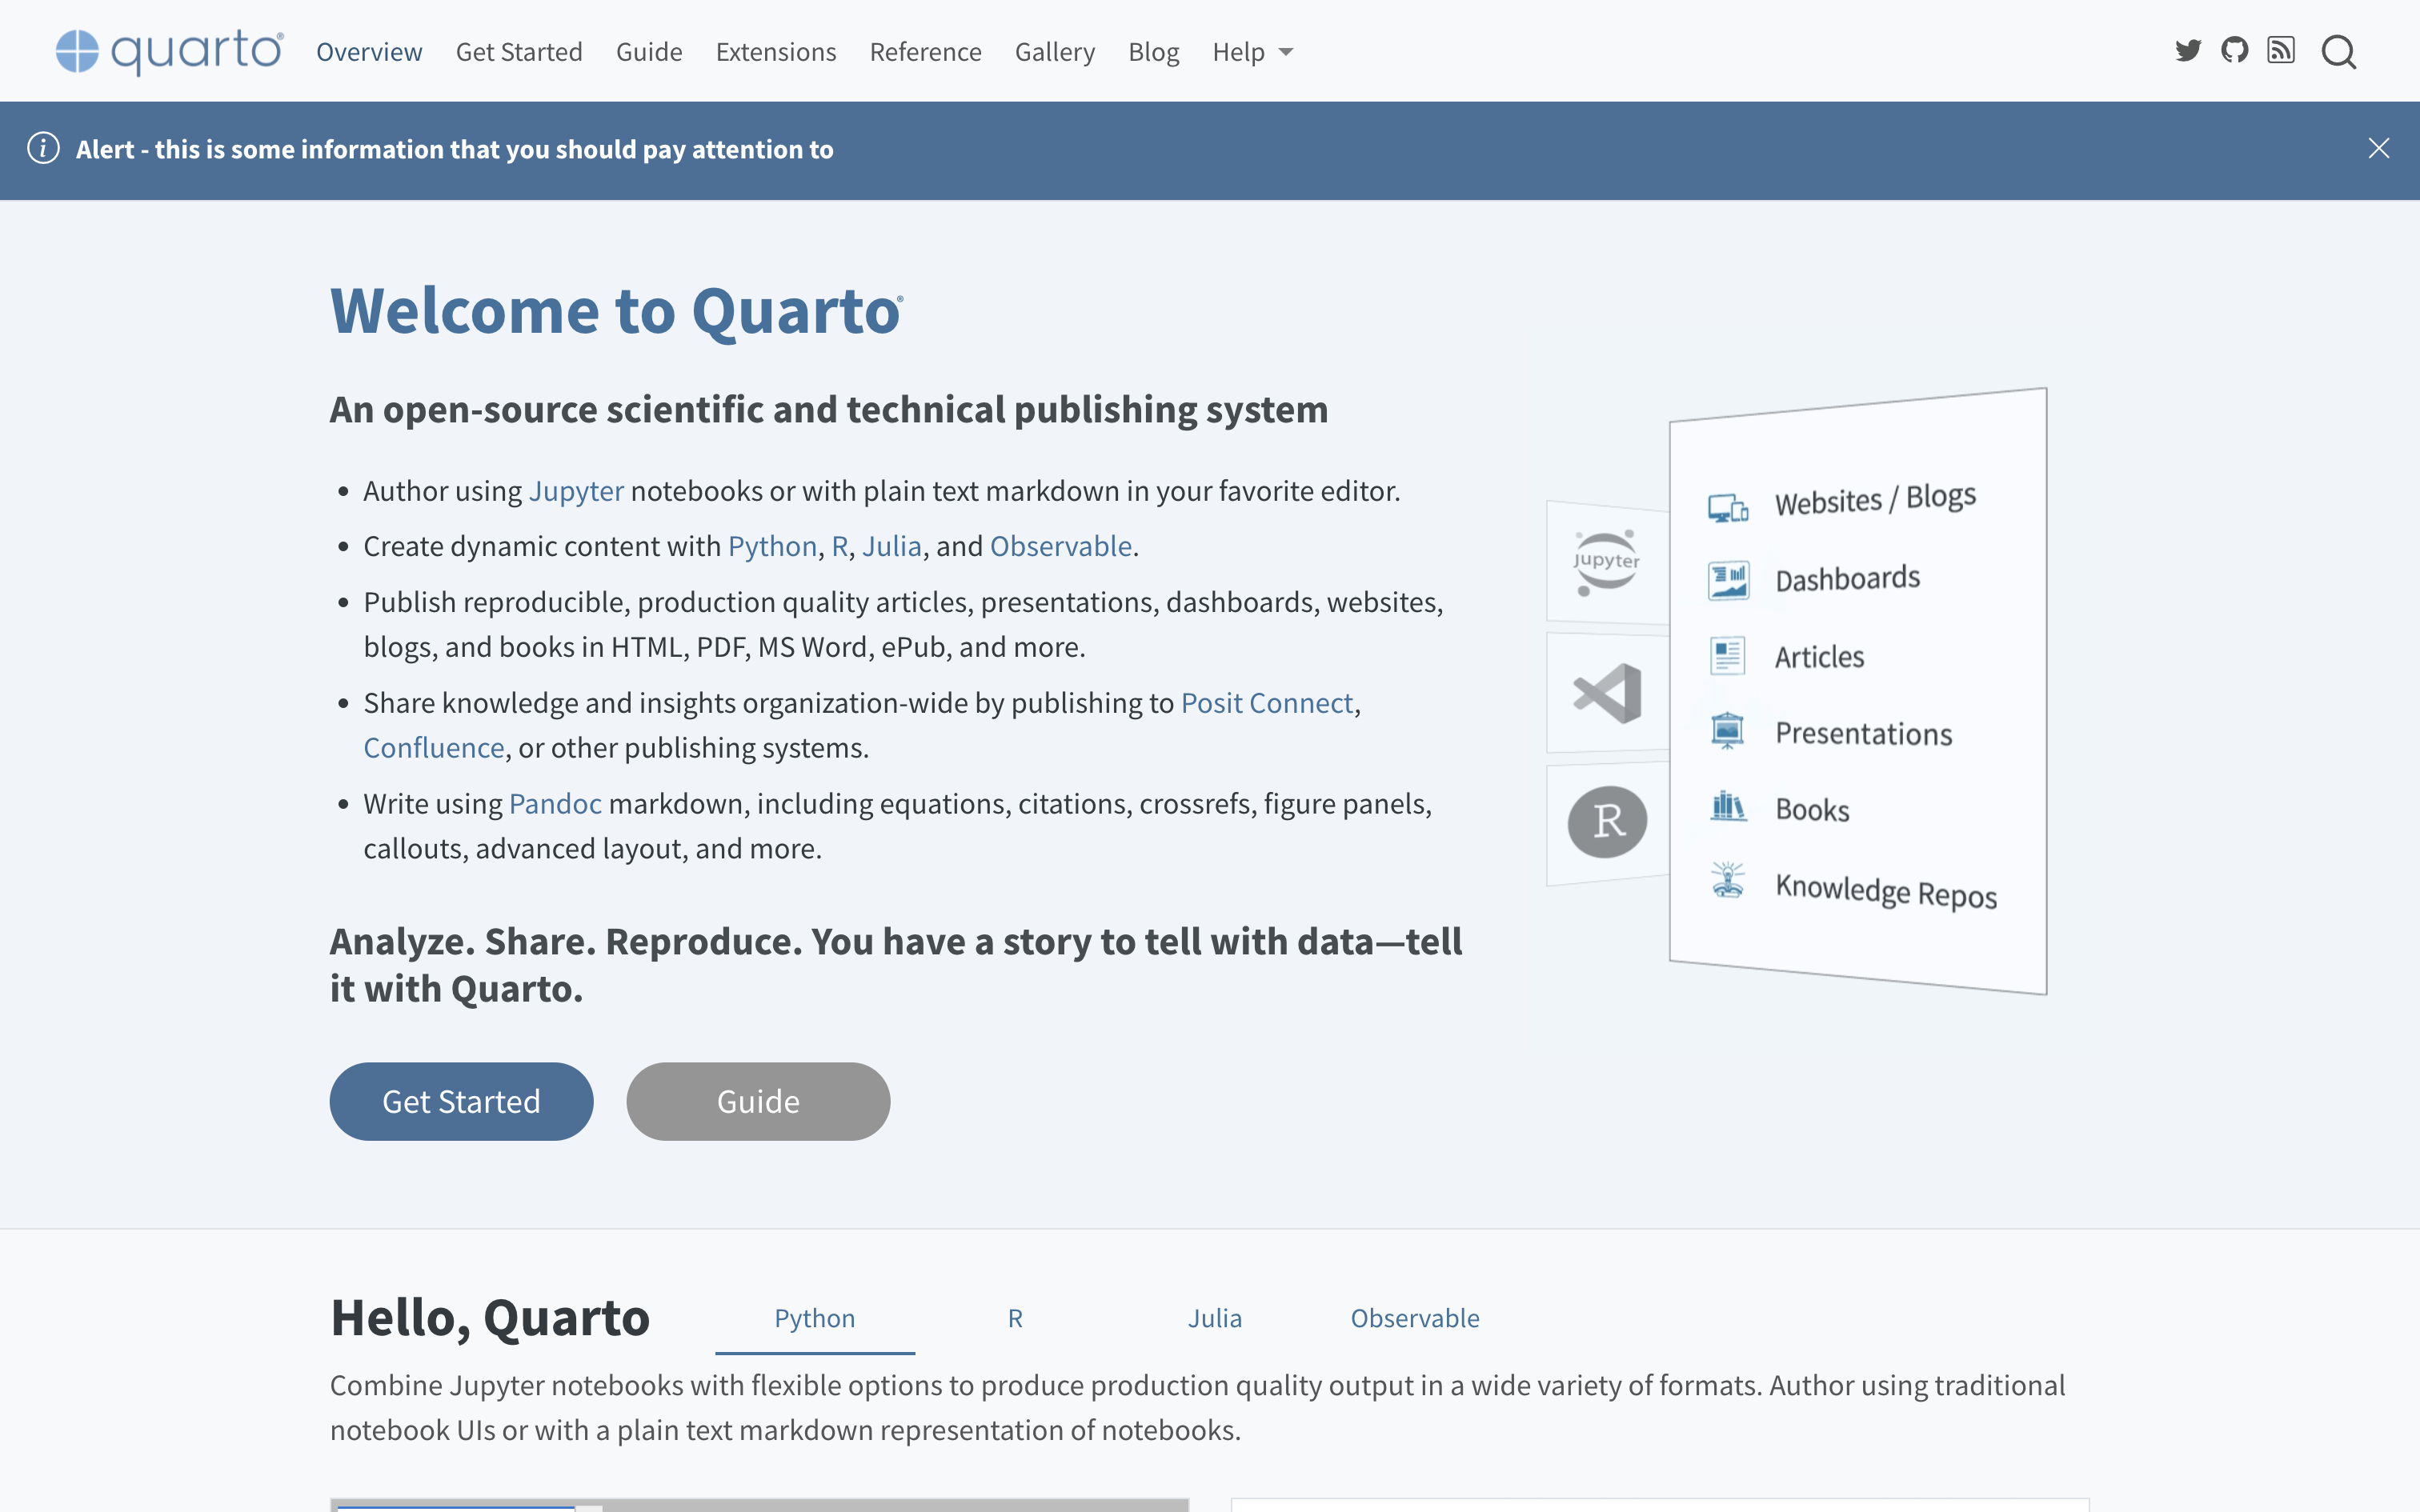 quarto®
Overview
Get Started
Guide
Extensions
Reference
Gallery
Blog
Help
Alert - this is some information that you should pay attention to
Welcome to Quarto®
An open-source scientific and technical publishing system
• Author using Jupyter notebooks or with plain text markdown in your favorite editor.
• Create dynamic content with Python, R, Julia, and Observable.
• Publish reproducible, production quality articles, presentations, dashboards, websites,
blogs, and books in HTML, PDF, MS Word, ePub, and more.
• Share knowledge and insights organization-wide by publishing to Posit Connect,
Confluence, or other publishing systems.
• Write using Pandoc markdown, including equations, citations, crossrefs, figure panels,
callouts, advanced layout, and more.
Analyze. Share. Reproduce. You have a story to tell with data—tell
it with Quarto.
Get Started
Guide
Jupyter
R
Websites / Blogs
Dashboards
Articles
Presentations
Books
Knowledge Repos
Hello, Quarto
Python
R
Julia
Observable
Combine Jupyter notebooks with flexible options to produce production quality output in a wide variety of formats. Author using traditional
notebook UIs or with a plain text markdown representation of notebooks.